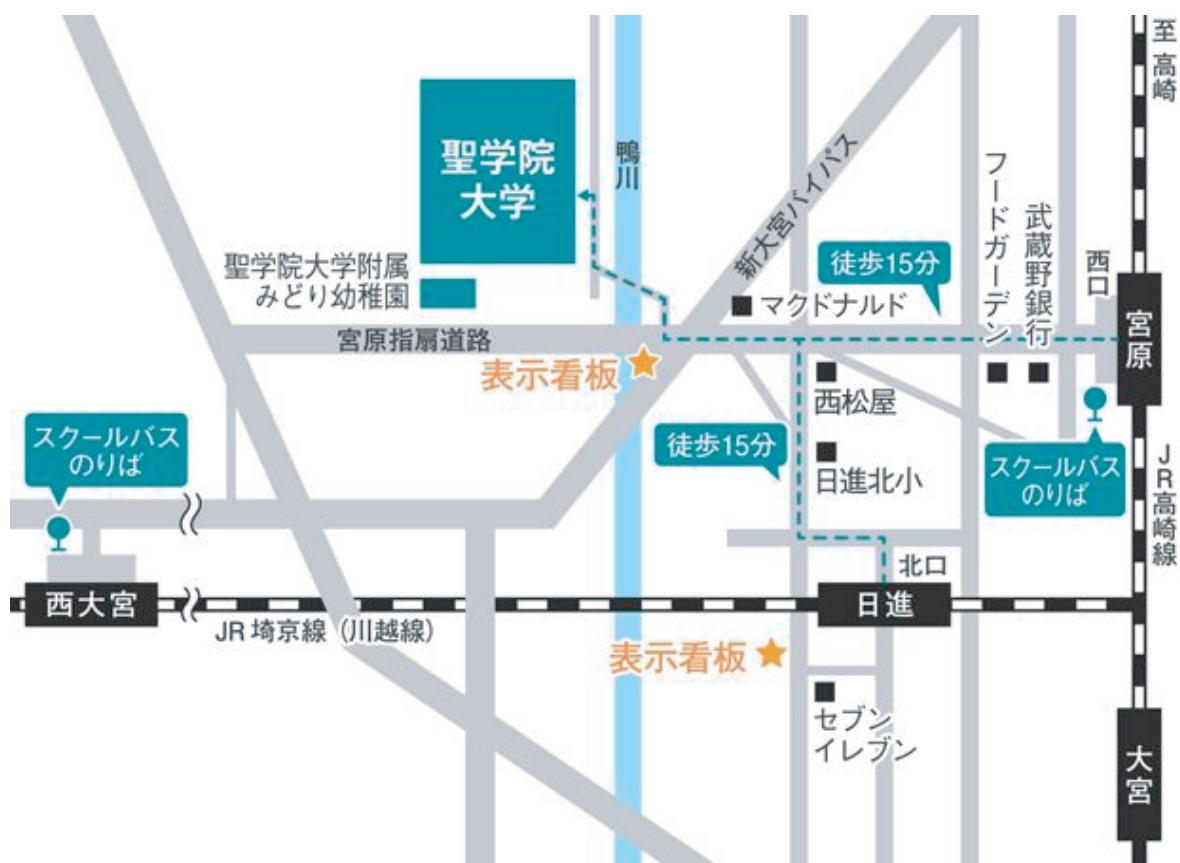 至高崎
聖学院
大学
鴨川
新大宮バイパス
フードガーデン
武蔵野銀行
西口
徒歩15分
聖学院大学附属
みどり幼稚園
マクドナルド
宮原
宮原指扇道路
表示看板
西松屋
スクールバス
のりば
徒歩15分
日進北小
スクールバス
のりば
JR高崎線
北口
西大宮
日進
JR埼京線（川越線）
表示看板
セブン
イレブン
大宮